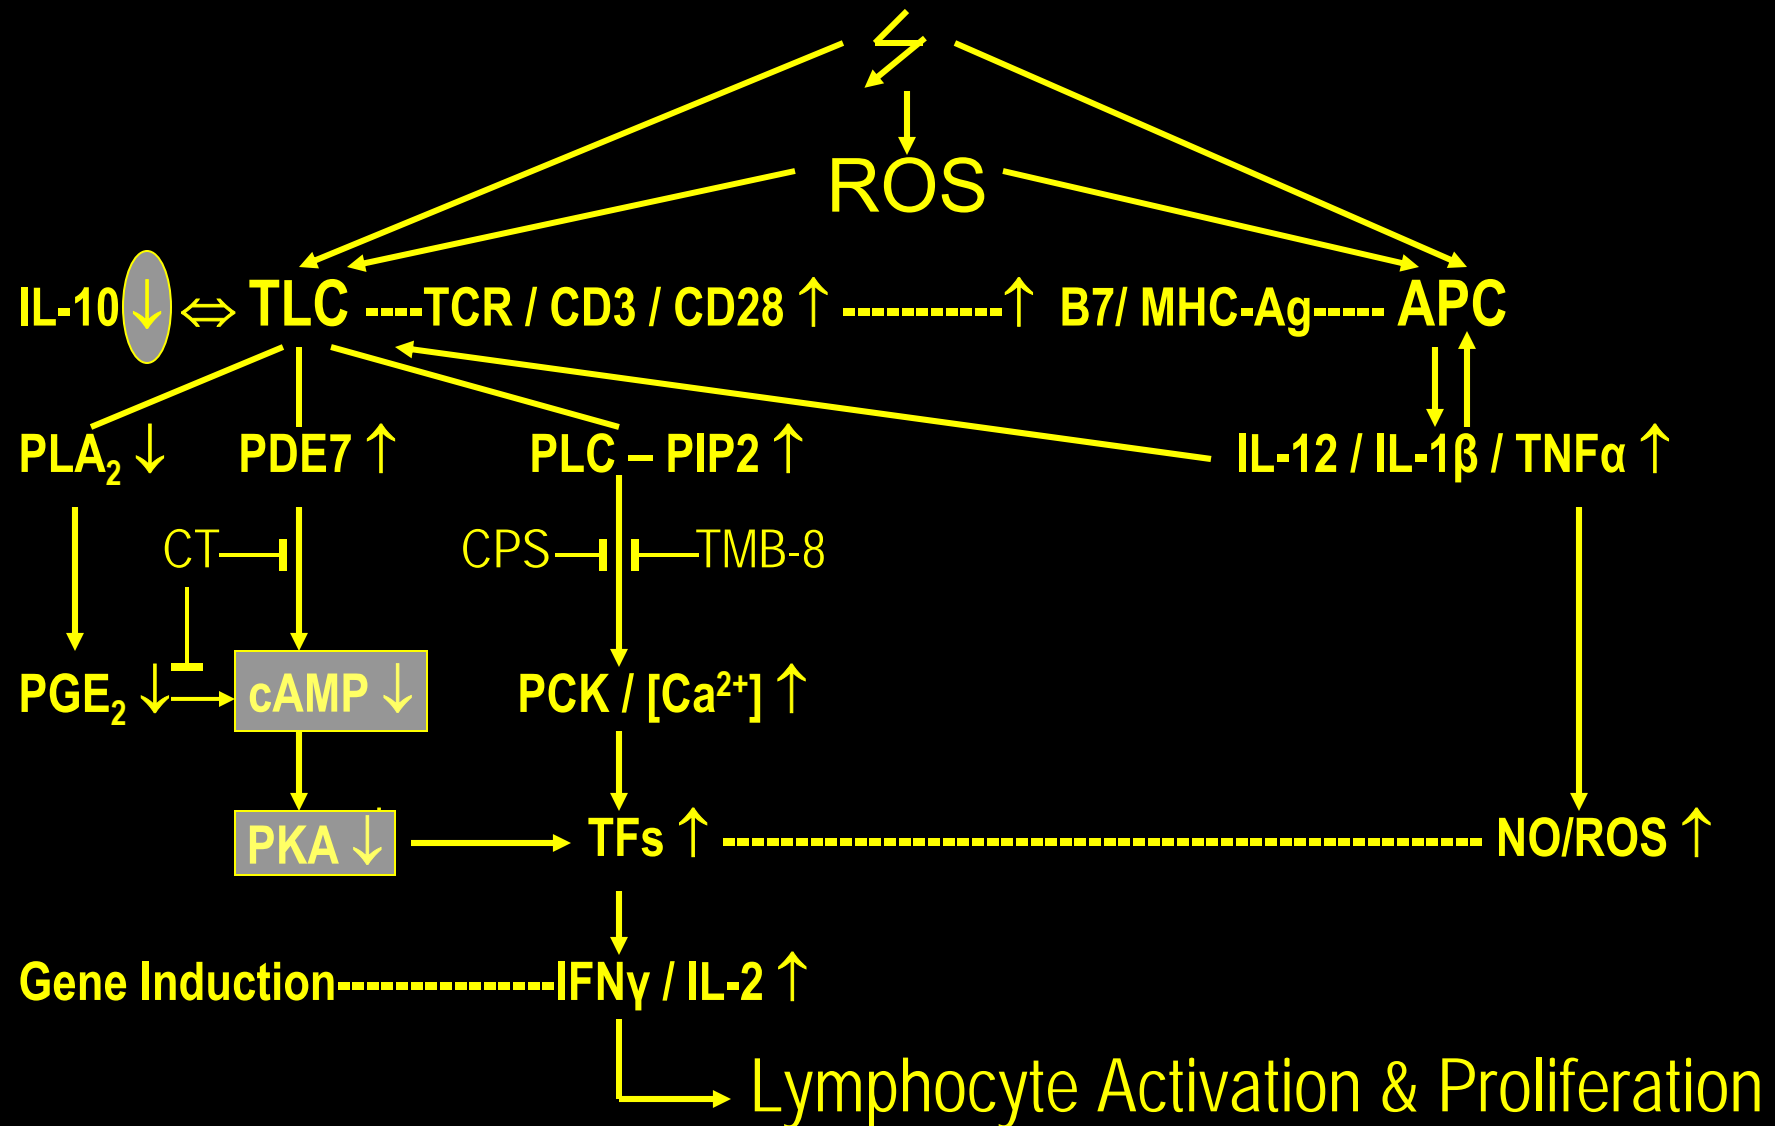 ROS
IL-10 ↓ ⇔ TLC ----TCR / CD3 / CD28 ↑ -----------↑ B7/ MHC-Ag----- APC
PLA₂ ↓ PDE7 ↑ PLC – PIP2 ↑ IL-12 / IL-1β / TNFα ↑
CT CPS TMB-8
PGE₂ ↓ cAMP ↓ PCK / [Ca²⁺] ↑
PKA ↓ TFs ↑ ----------------------------------------------------- NO/ROS ↑
Gene Induction---------------IFNγ / IL-2 ↑
Lymphocyte Activation & Proliferation